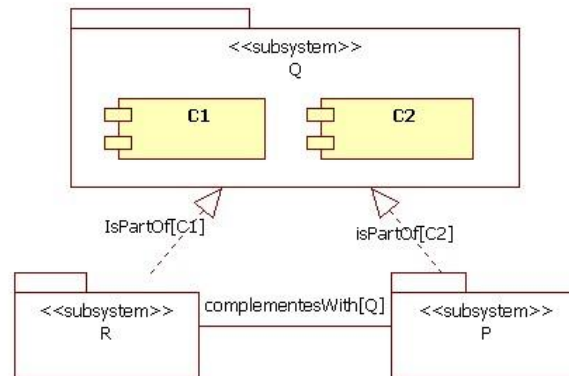 <<subsystem>>
Q
C1
C2
IsPartOf[C1]
isPartOf[C2]
<<subsystem>>
R
complementesWith[Q]
<<subsystem>>
P